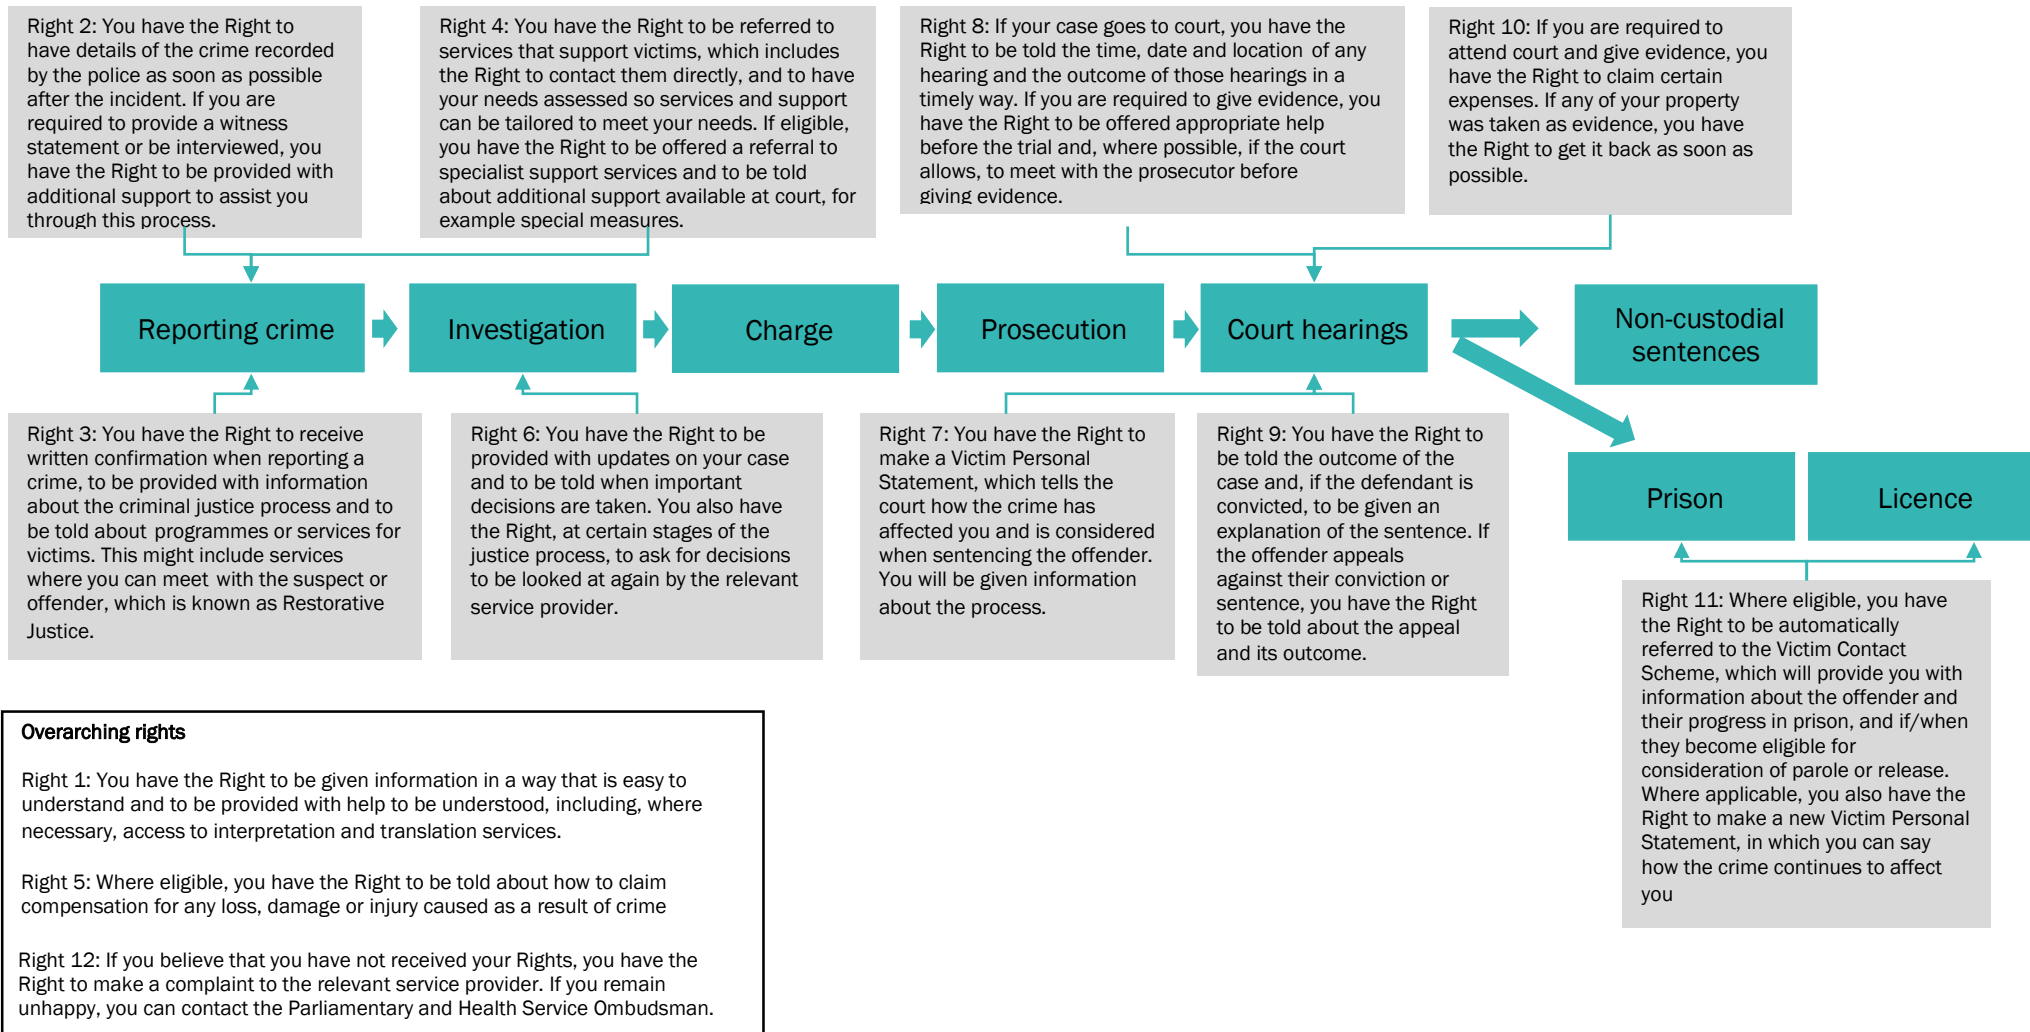 Right 2: You have the Right to
have details of the crime recorded
by the police as soon as possible
after the incident. If you are
required to provide a witness
statement or be interviewed, you
have the Right to be provided with
additional support to assist you
through this process.
Right 4: You have the Right to be referred to
services that support victims, which includes
the Right to contact them directly, and to have
your needs assessed so services and support
can be tailored to meet your needs. If eligible,
you have the Right to be offered a referral to
specialist support services and to be told
about additional support available at court, for
example special measures.
Right 8: If your case goes to court, you have the
Right to be told the time, date and location of any
hearing and the outcome of those hearings in a
timely way. If you are required to give evidence, you
have the Right to be offered appropriate help
before the trial and, where possible, if the court
allows, to meet with the prosecutor before
giving evidence.
Right 10: If you are required to
attend court and give evidence, you
have the Right to claim certain
expenses. If any of your property
was taken as evidence, you have
the Right to get it back as soon as
possible.
Reporting crime
Investigation
Charge
Prosecution
Court hearings
Non-custodial
sentences
Prison
Licence
Right 3: You have the Right to receive
written confirmation when reporting a
crime, to be provided with information
about the criminal justice process and to
be told about programmes or services for
victims. This might include services
where you can meet with the suspect or
offender, which is known as Restorative
Justice.
Right 6: You have the Right to be
provided with updates on your case
and to be told when important
decisions are taken. You also have
the Right, at certain stages of the
justice process, to ask for decisions
to be looked at again by the relevant
service provider.
Right 7: You have the Right to
make a Victim Personal
Statement, which tells the
court how the crime has
affected you and is considered
when sentencing the offender.
You will be given information
about the process.
Right 9: You have the Right to
be told the outcome of the
case and, if the defendant is
convicted, to be given an
explanation of the sentence. If
the offender appeals
against their conviction or
sentence, you have the Right
to be told about the appeal
and its outcome.
Right 11: Where eligible, you have
the Right to be automatically
referred to the Victim Contact
Scheme, which will provide you with
information about the offender and
their progress in prison, and if/when
they become eligible for
consideration of parole or release.
Where applicable, you also have the
Right to make a new Victim Personal
Statement, in which you can say
how the crime continues to affect
you
Overarching rights
Right 1: You have the Right to be given information in a way that is easy to
understand and to be provided with help to be understood, including, where
necessary, access to interpretation and translation services.
Right 5: Where eligible, you have the Right to be told about how to claim
compensation for any loss, damage or injury caused as a result of crime
Right 12: If you believe that you have not received your Rights, you have the
Right to make a complaint to the relevant service provider. If you remain
unhappy, you can contact the Parliamentary and Health Service Ombudsman.